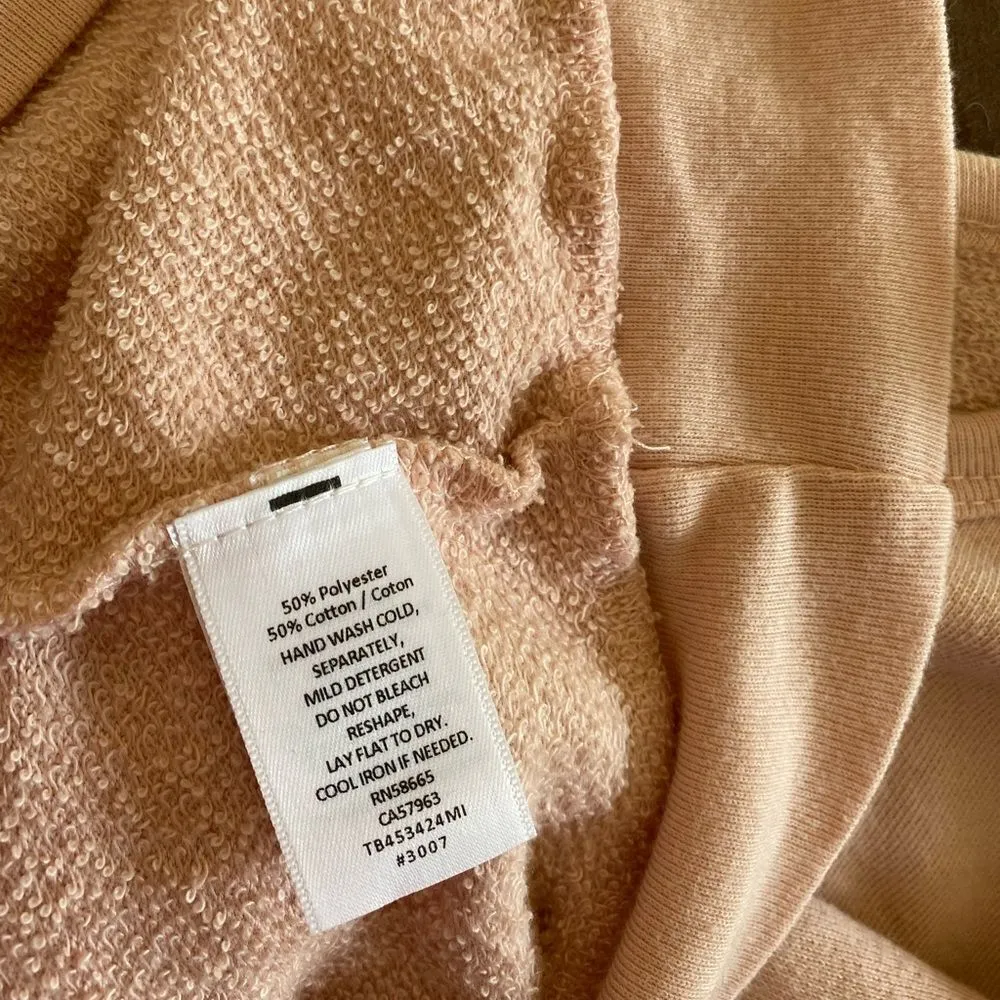 50% Polyester
50% Cotton / Coton
HAND WASH COLD,
SEPARATELY,
MILD DETERGENT
DO NOT BLEACH
RESHAPE,
LAY FLAT TO DRY.
COOL IRON IF NEEDED.
RN58665
CA57963
TB453424MI
#3007